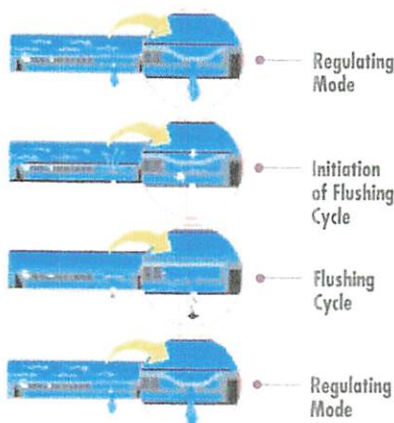 Regulating
Mode
Initiation
of Flushing
Cycle
Flushing
Cycle
Regulating
Mode